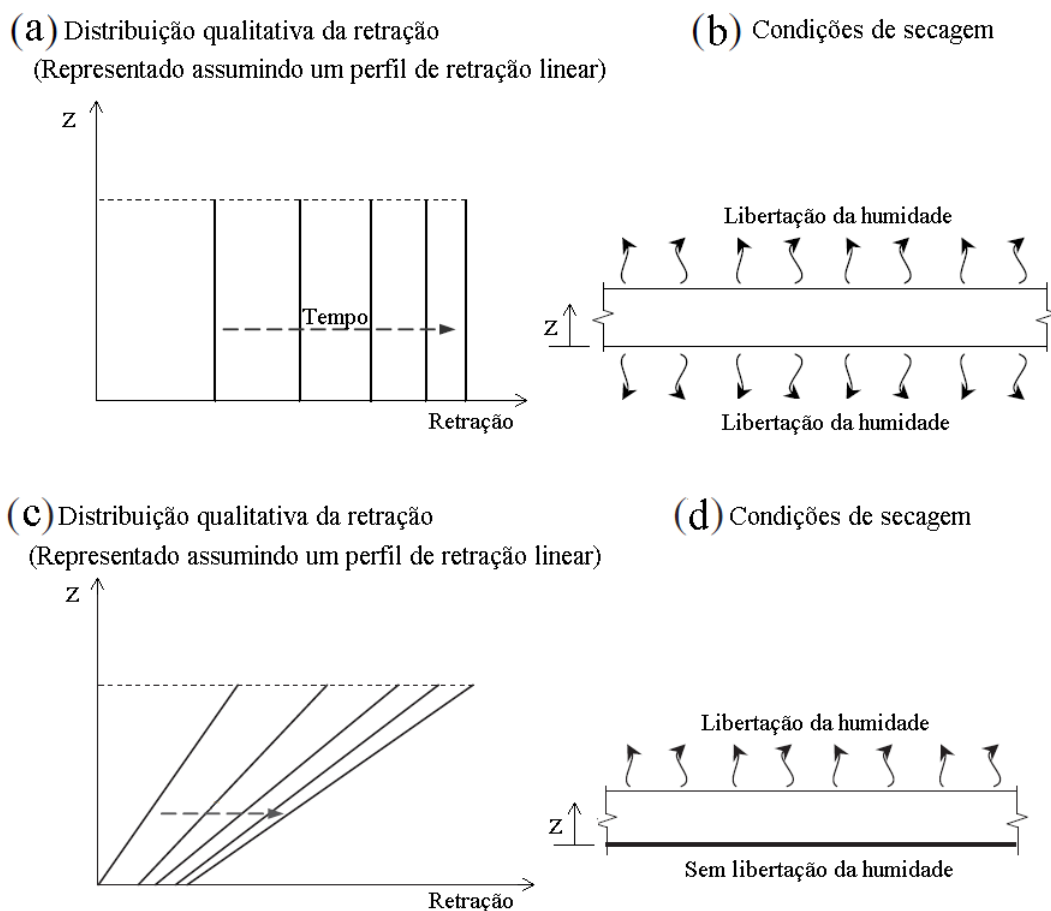 (a) Distribuição qualitativa da retração
(Representado assumindo um perfil de retração linear)
(b) Condições de secagem
Z
Tempo
Retração
Libertação da humidade
Z
Libertação da humidade
(c) Distribuição qualitativa da retração
(Representado assumindo um perfil de retração linear)
(d) Condições de secagem
Z
Retração
Libertação da humidade
Z
Sem libertação da humidade